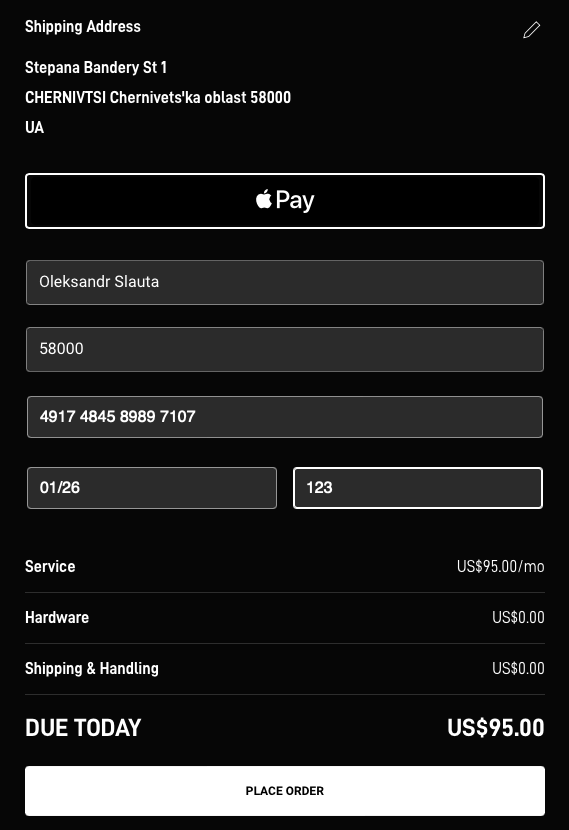 Shipping Address
Stepana Bandery St 1
CHERNIVTSI Chernivets'ka oblast 58000
UA
Pay
Oleksandr Slauta
58000
4917 4845 8989 7107
01/26 123
Service US$95.00/mo
Hardware US$0.00
Shipping & Handling US$0.00
DUE TODAY US$95.00
PLACE ORDER